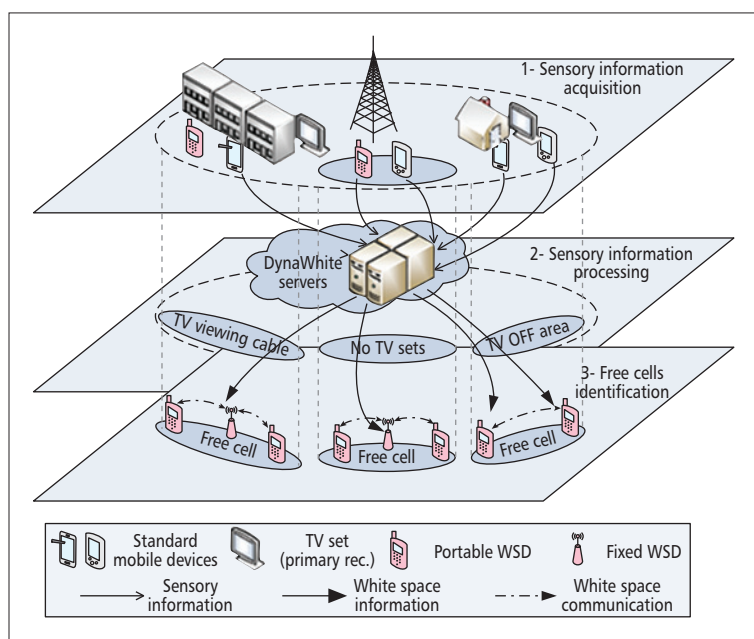 1- Sensory information
acquisition
DynaWhite
servers
2- Sensory information
processing
TV viewing cable
No TV sets
TV OFF area
3- Free cells
identification
Free cell
Free cell
Free cell
Standard
mobile devices
TV set
(primary rec.)
Portable WSD
Fixed WSD
Sensory
information
White space
information
White space
communication